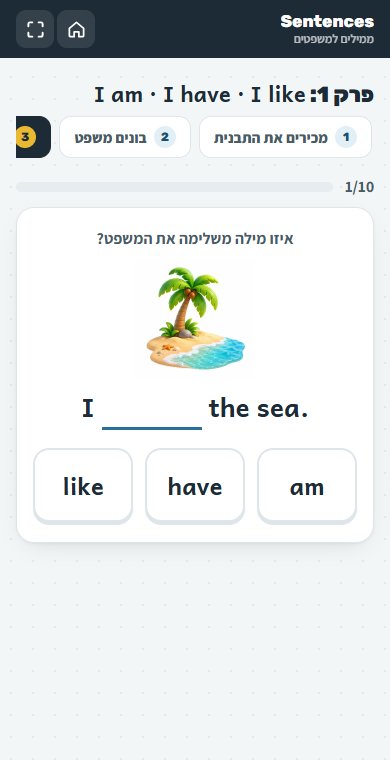 Sentences
ממילים למשפטים
פרק 1: I am · I have · I like
1 מכירים את התבנית
2 בונים משפט
3
1/10
איזו מילה משלימה את המשפט?
I ________ the sea.
like have am